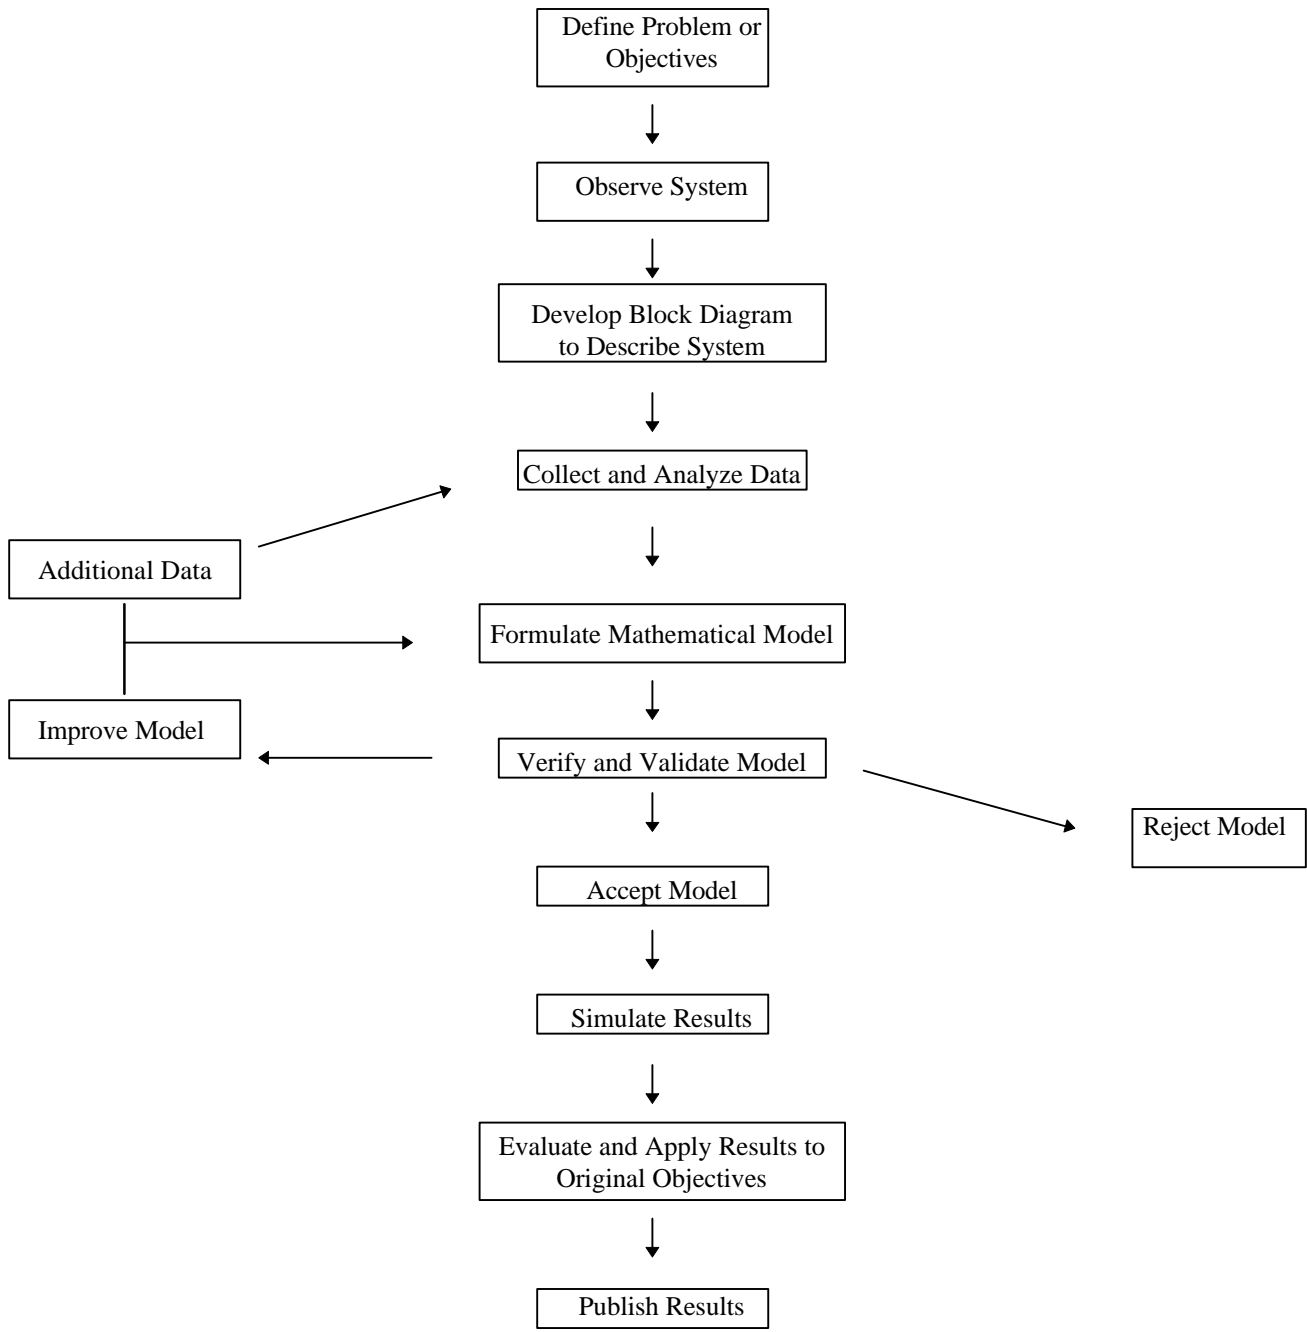 Define Problem or
Objectives
Observe System
Develop Block Diagram
to Describe System
Collect and Analyze Data
Additional Data
Formulate Mathematical Model
Improve Model
Verify and Validate Model
Reject Model
Accept Model
Simulate Results
Evaluate and Apply Results to
Original Objectives
Publish Results